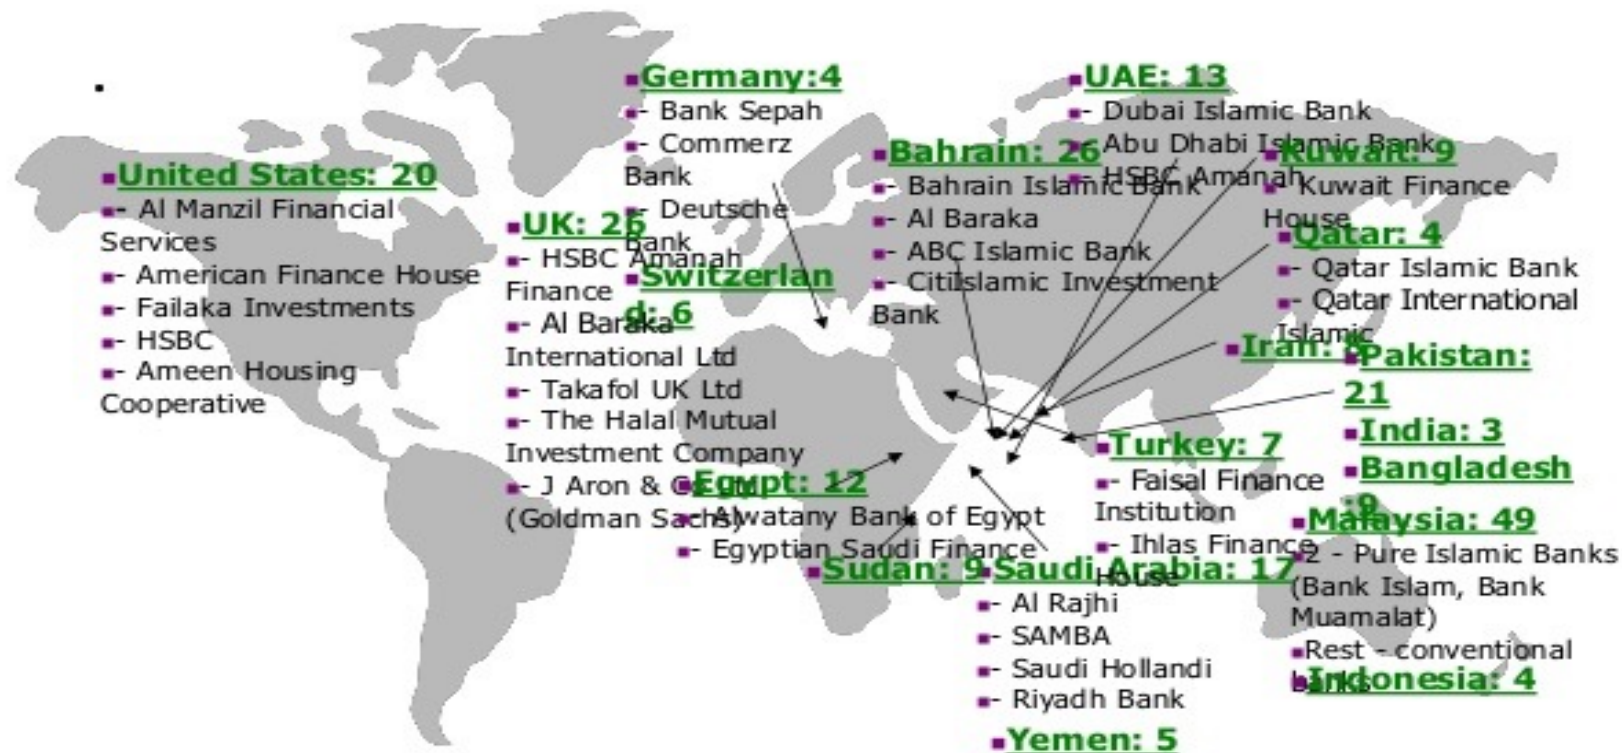 United States: 20
- Al Manzil Financial
Services
- American Finance House
- Failaka Investments
- HSBC
- Ameen Housing
Cooperative
UK: 26
- HSBC Amanah
Finance
- Al Baraka
International Ltd
- Takafol UK Ltd
- The Halal Mutual
Investment Company
- J Aron & Co Ltd
(Goldman Sachs)
Germany:4
- Bank Sepah
- Commerz
Bank
- Deutsche
Bank
Switzerlan
d: 6
Bahrain: 26
- Bahrain Islamic Bank
- Al Baraka
- ABC Islamic Bank
- CitiIslamic Investment
Bank
UAE: 13
- Dubai Islamic Bank
- Abu Dhabi Islamic Bank
- HSBC Amanah
Kuwait: 9
- Kuwait Finance
House
Qatar: 4
- Qatar Islamic Bank
- Qatar International
Islamic
Iran:
Pakistan:
21
India: 3
Bangladesh
:9
Turkey: 7
- Faisal Finance
Institution
- Ihlas Finance
House
Egypt: 12
- Alwatany Bank of Egypt
- Egyptian Saudi Finance
Sudan: 9
Saudi Arabia: 17
- Al Rajhi
- SAMBA
- Saudi Hollandi
- Riyadh Bank
Malaysia: 49
2 - Pure Islamic Banks
(Bank Islam, Bank
Muamalat)
Rest - conventional
banks
Indonesia: 4
Yemen: 5